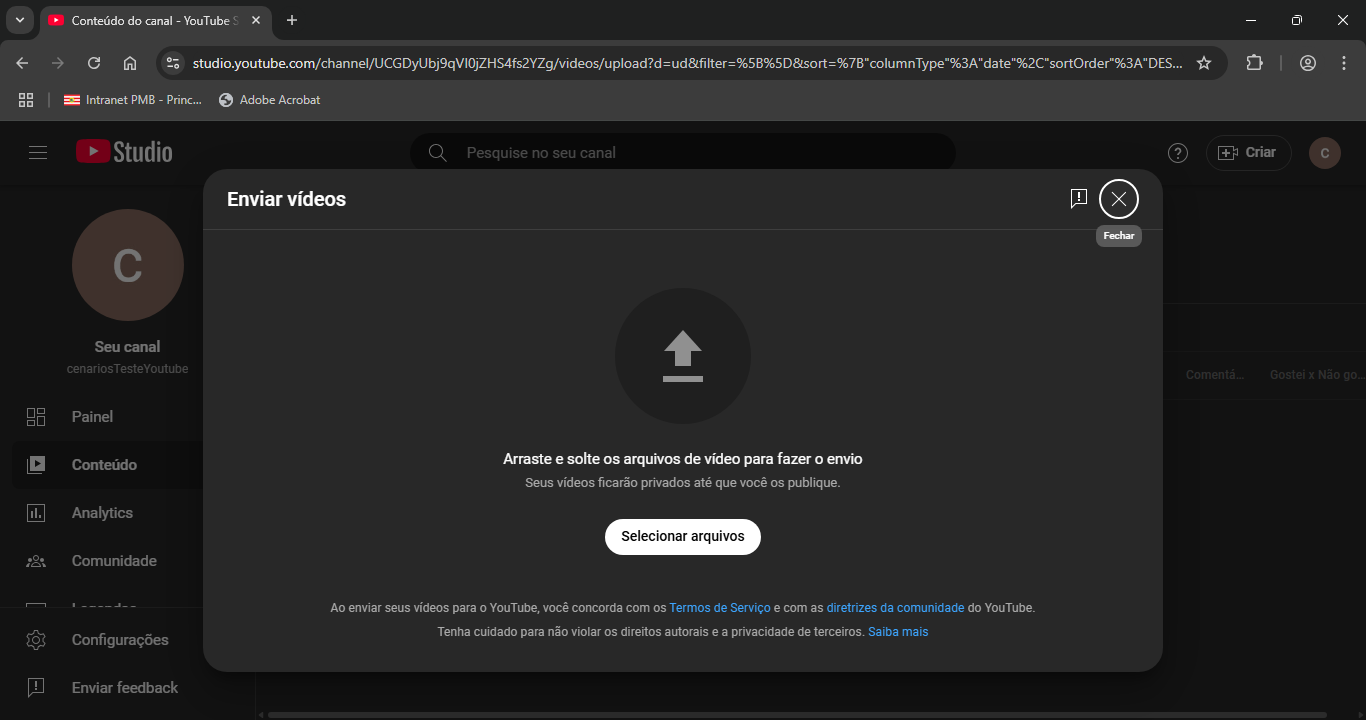 Conteúdo do canal - YouTube S
studio.youtube.com/channel/UCGDyUbj9qVI0jZHS4fs2YZg/videos/upload?d=ud&filter=%5B%5D&sort=%7B"columnType"%3A"date"%2C"sortOrder"%3A"DES...
Intranet PMB - Princ...
Adobe Acrobat
Studio
Pesquise no seu canal
Criar
C
Enviar vídeos
Fechar
C
Seu canal
cenariosTesteYoutube
Comentá...
Gostei x Não go...
Painel
Conteúdo
Analytics
Comunidade
Configurações
Enviar feedback
Arraste e solte os arquivos de vídeo para fazer o envio
Seus vídeos ficarão privados até que você os publique.
Selecionar arquivos
Ao enviar seus vídeos para o YouTube, você concorda com os Termos de Serviço e com as diretrizes da comunidade do YouTube.
Tenha cuidado para não violar os direitos autorais e a privacidade de terceiros. Saiba mais